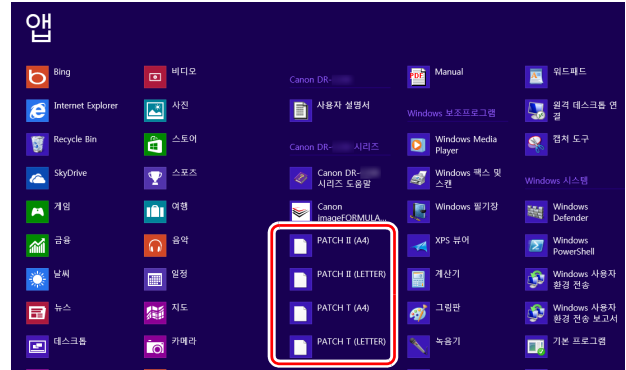 앱
Bing
Internet Explorer
Recycle Bin
SkyDrive
게임
금융
날씨
뉴스
데스크톱
비디오
사진
스토어
스포츠
여행
음악
일정
지도
카메라
Canon DR-
사용자 설명서
Canon DR- 시리즈
Canon DR-
시리즈 도움말
Canon
imageFORMULA...
PATCH II (A4)
PATCH II (LETTER)
PATCH T (A4)
PATCH T (LETTER)
PDF
Manual
Windows 보조프로그램
Windows Media
Player
Windows 팩스 및
스캔
Windows 필기장
XPS 뷰어
계산기
그림판
녹음기
워드패드
원격 데스크톱 연
결
캡처 도구
Windows 시스템
Windows
Defender
Windows
PowerShell
Windows 사용자
환경 전송
Windows 사용자
환경 전송 보고서
기본 프로그램